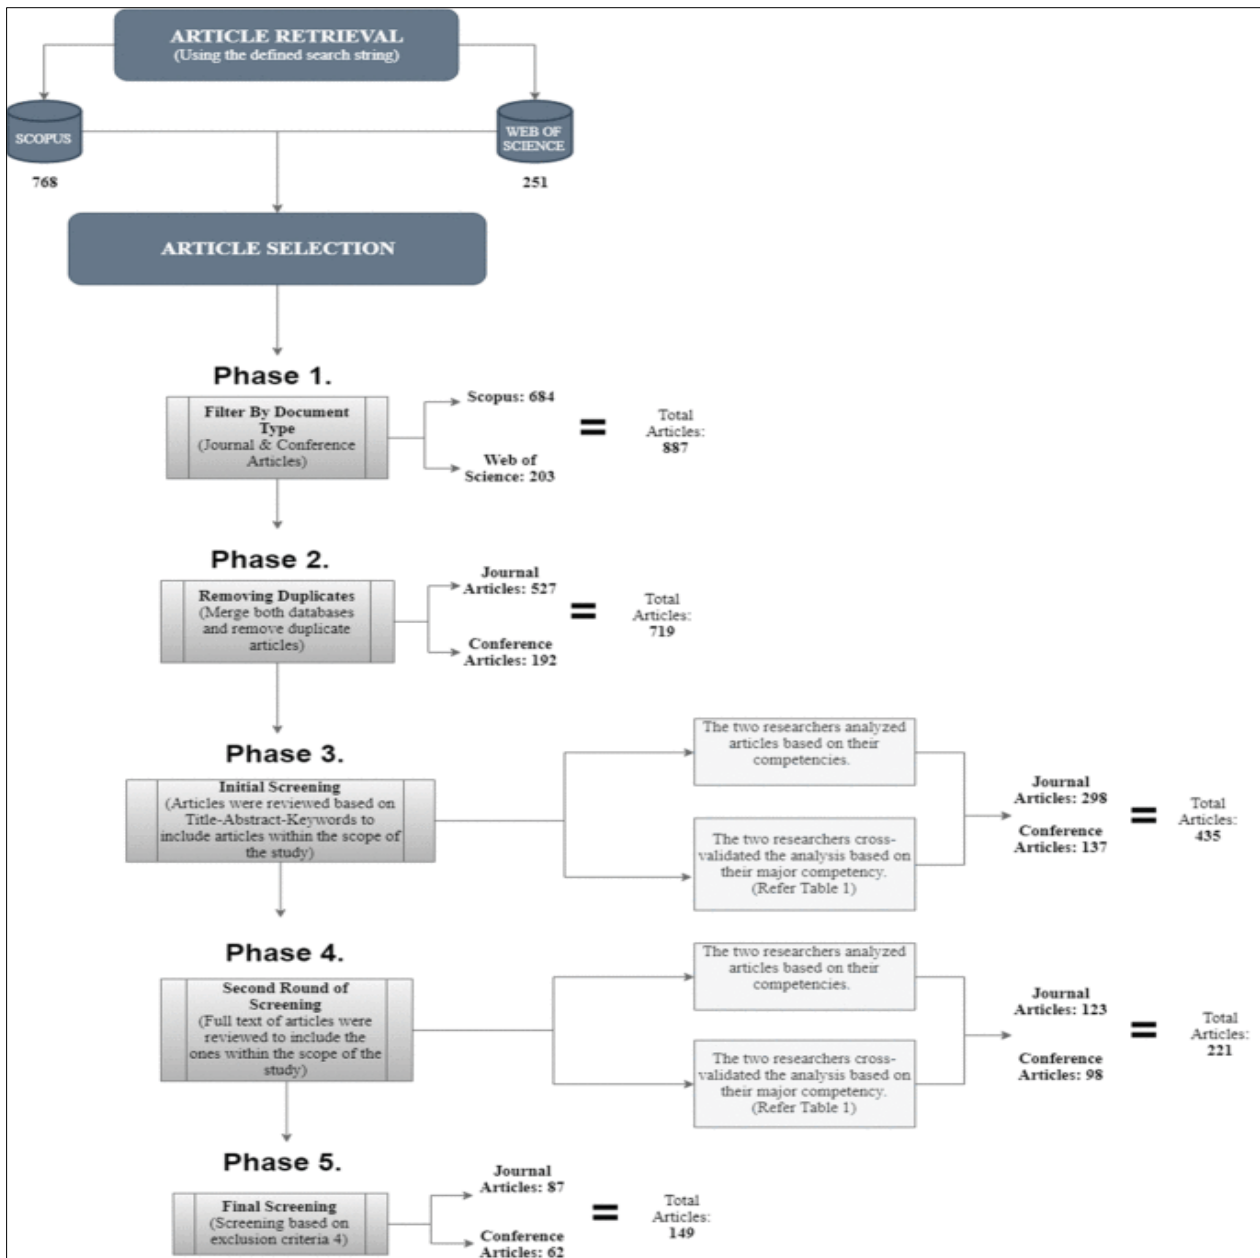 ARTICLE RETRIEVAL
(Using the defined search string)
SCOPUS
WEB OF
SCIENCE
768
251
ARTICLE SELECTION
Phase 1.
Filter By Document
Type
(Journal & Conference
Articles)
Scopus: 684
Web of
Science: 203
=
Total
Articles:
887
Phase 2.
Removing Duplicates
(Merge both databases
and remove duplicate
articles)
Journal
Articles: 527
Conference
Articles: 192
=
Total
Articles:
719
Phase 3.
Initial Screening
(Articles were reviewed based on
Title-Abstract-Keywords to
include articles within the scope of
the study)
The two researchers analyzed
articles based on their
competencies.
The two researchers cross-
validated the analysis based on
their major competency.
(Refer Table 1)
Journal
Articles: 298
Conference
Articles: 137
=
Total
Articles:
435
Phase 4.
Second Round of
Screening
(Full text of articles were
reviewed to include the
ones within the scope of the
study)
The two researchers analyzed
articles based on their
competencies.
The two researchers cross-
validated the analysis based on
their major competency.
(Refer Table 1)
Journal
Articles: 123
Conference
Articles: 98
=
Total
Articles:
221
Phase 5.
Final Screening
(Screening based on
exclusion criteria 4)
Journal
Articles: 87
Conference
Articles: 62
=
Total
Articles:
149